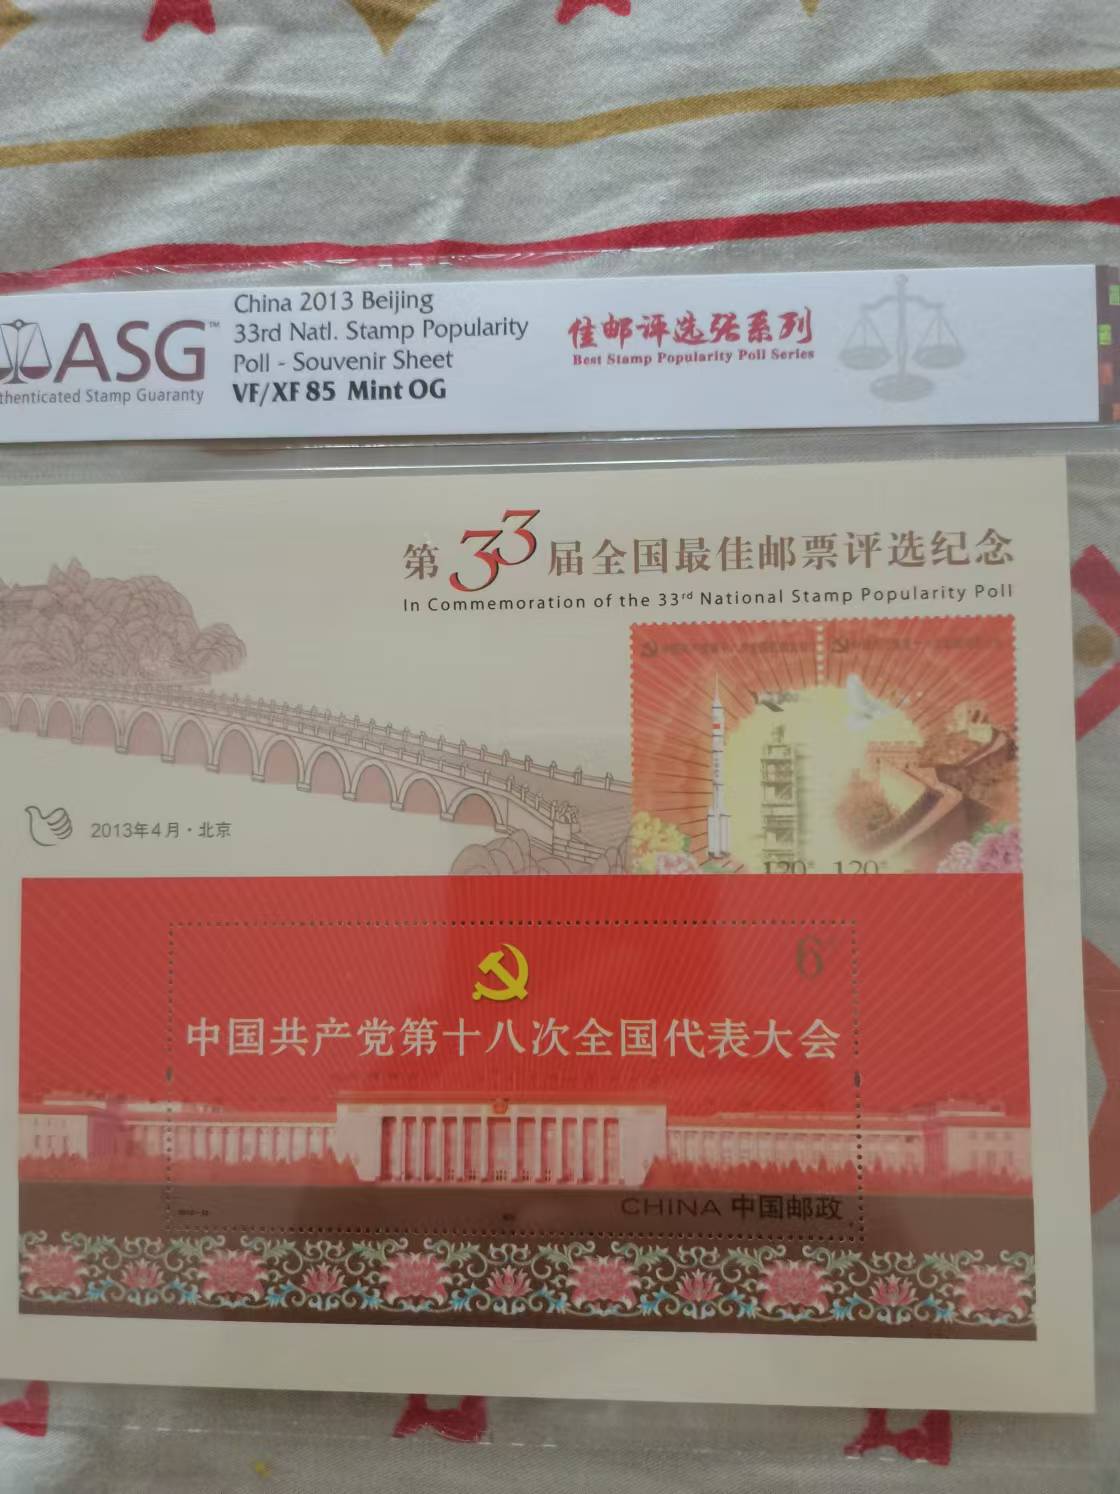 ASG™
thenticated Stamp Guaranty
China 2013 Beijing
33rd Natl. Stamp Popularity
Poll - Souvenir Sheet
VF/XF 85 Mint OG
佳邮评选张系列
Best Stamp Popularity Poll Series
第33届全国最佳邮票评选纪念
In Commemoration of the 33rd National Stamp Popularity Poll
2013年4月·北京
120
120
6
中国共产党第十八次全国代表大会
CHINA 中国邮政